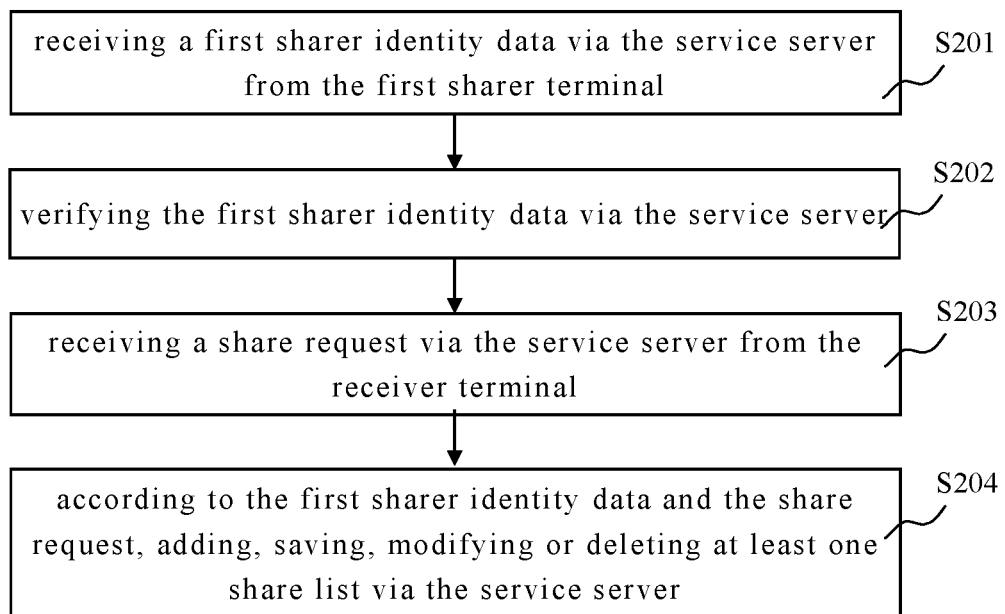 receiving a first sharer identity data via the service server
from the first sharer terminal
S201
verifying the first sharer identity data via the service server
S202
receiving a share request via the service server from the
receiver terminal
S203
according to the first sharer identity data and the share
request, adding, saving, modifying or deleting at least one
share list via the service server
S204